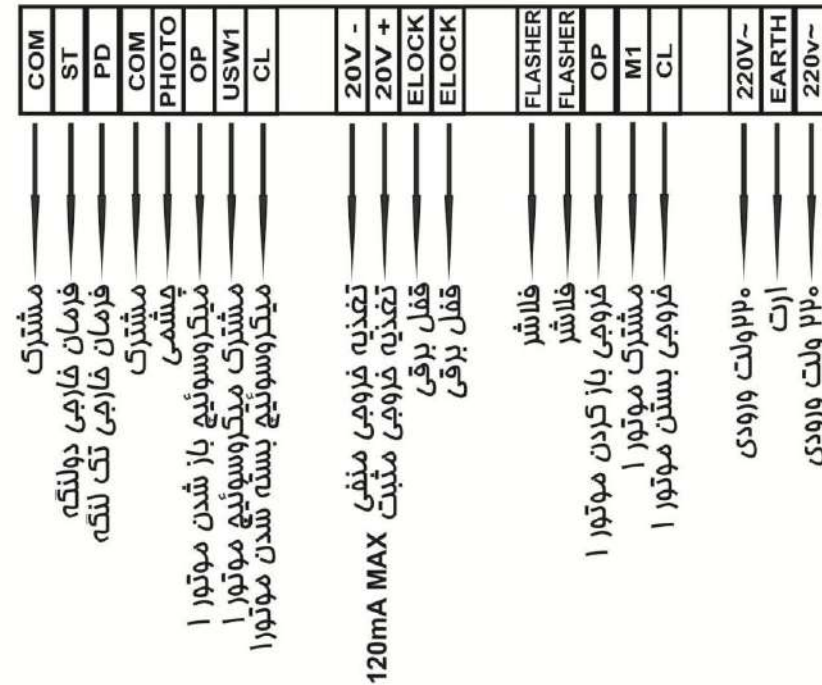 COM
ST
PD
COM
PHOTO
OP
USW1
CL
20V -
20V +
ELOCK
ELOCK
FLASHER
FLASHER
OP
M1
CL
220V~
EARTH
220v~
مشترک
فرمان خارجی دولنگه
فرمان خارجی تک لنگه
مشترک
چشمی
میکروسوئیچ باز شدن موتور ۱
مشترک میکروسوئیچ موتور ۱
میکروسوئیچ بسته شدن موتور۱
تغذیه خروجی منفی
تغذیه خروجی مثبت
120mA MAX
قفل برقی
قفل برقی
فلاشر
فلاشر
خروجی باز کردن موتور ۱
مشترک موتور ۱
خروجی بستن موتور ۱
۲۲۰ولت ورودی
ارت
۲۲۰ ولت ورودی